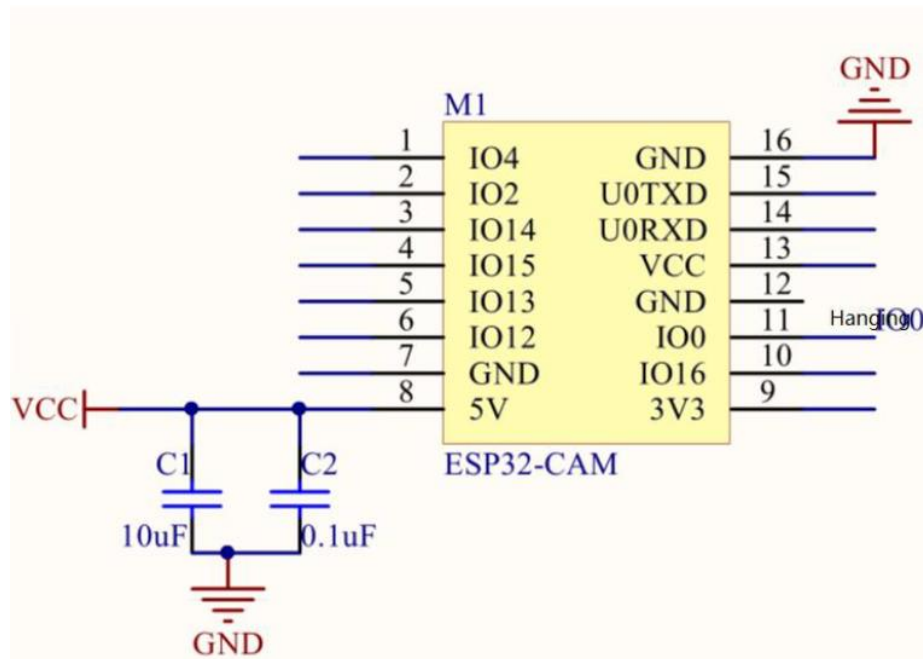 GND
M1
1 IO4 GND 16
2 IO2 U0TXD 15
3 IO14 U0RXD 14
4 IO15 VCC 13
5 IO13 GND 12
6 IO12 IO0 11 Hanging IO0
7 GND IO16 10
VCC 8 5V 3V3 9
ESP32-CAM
C1 C2
10uF 0.1uF
GND